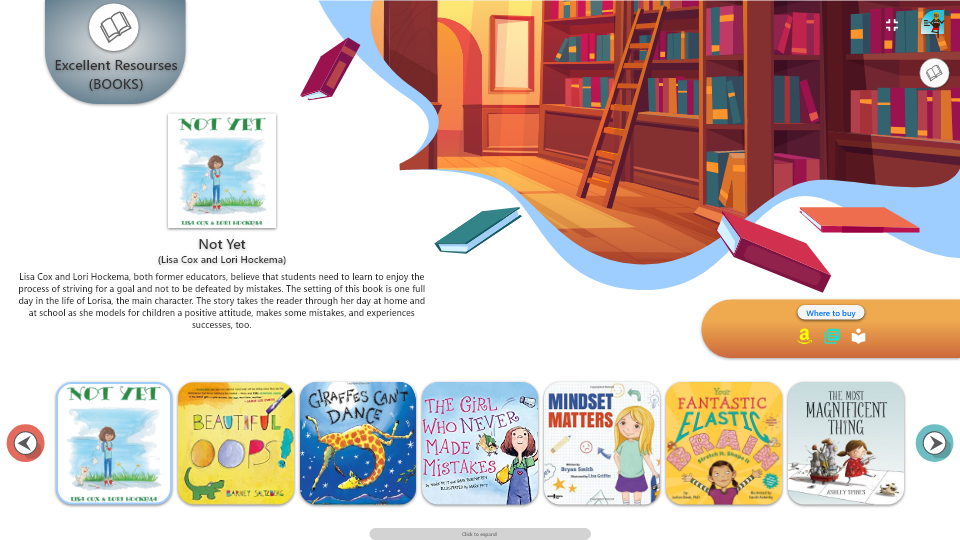 Excellent Resourses
(BOOKS)
NOT YET
LISA COX & LORI HOCKEMA
Not Yet
(Lisa Cox and Lori Hockema)
Lisa Cox and Lori Hockema, both former educators, believe that students need to learn to enjoy the
process of striving for a goal and not to be defeated by mistakes. The setting of this book is one full
day in the life of Lorisa, the main character. The story takes the reader through her day at home and
at school as she models for children a positive attitude, makes some mistakes, and experiences
successes, too.
Where to buy
a
NOT YET
LISA COX & LORI HOCKEMA
BEAUTIFUL
OOPS!
BARNEY SALTZBERG
GIRAFFES CAN'T
DANCE
THE GIRL
WHO NEVER
MADE
MISTAKES
MINDSET
MATTERS
Bryan Smith
Your
FANTASTIC
ELASTIC
BRAIN
Stretch It, Shape It
THE MOST
MAGNIFICENT
THING
ASHLEY SPIRES
Click to expand